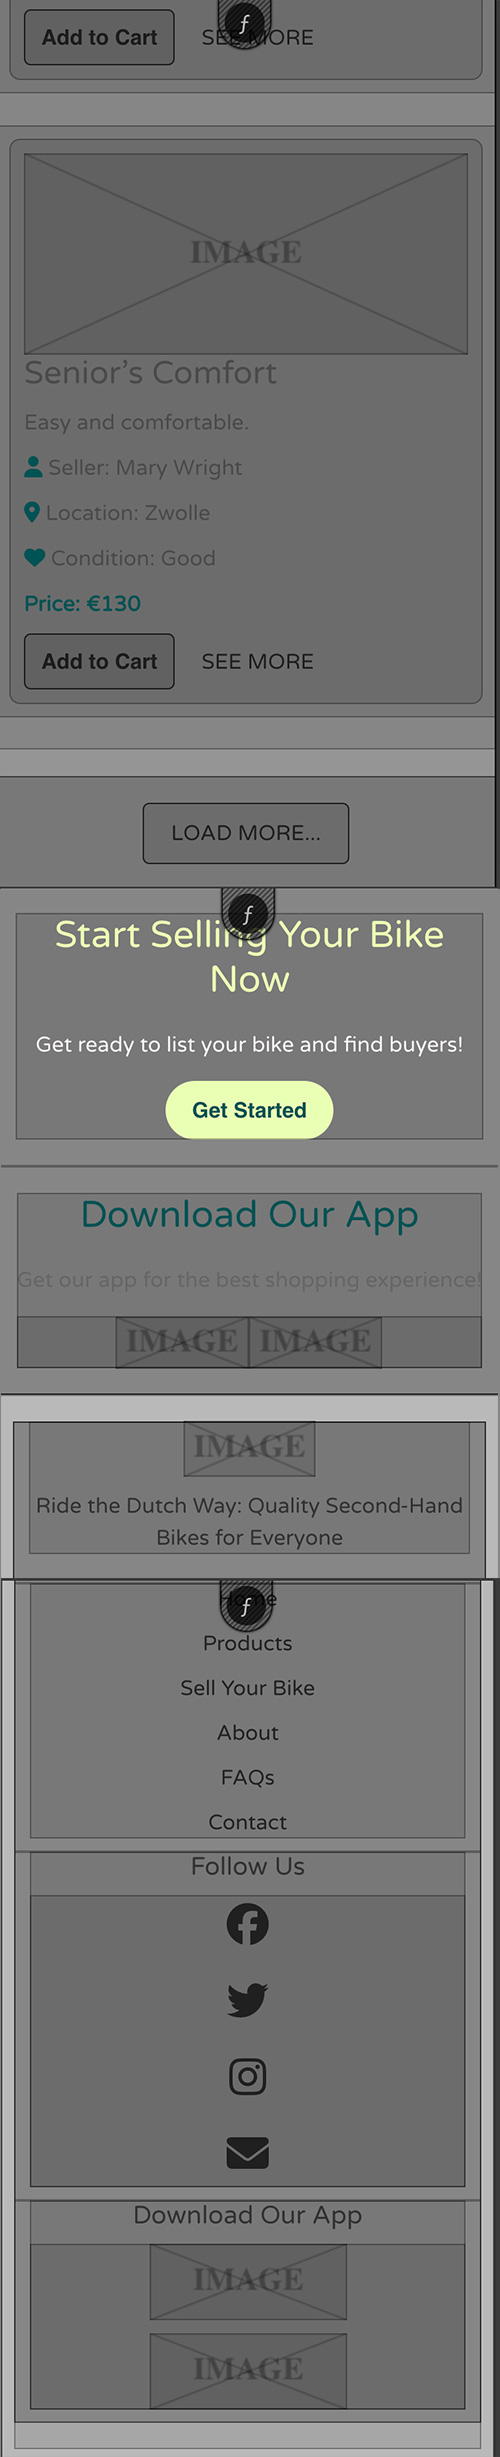 Add to Cart SEE MORE
IMAGE
Senior's Comfort
Easy and comfortable.
Seller: Mary Wright
Location: Zwolle
Condition: Good
Price: €130
Add to Cart SEE MORE
LOAD MORE...
Start Selling Your Bike
Now
Get ready to list your bike and find buyers!
Get Started
Download Our App
Get our app for the best shopping experience!
IMAGE IMAGE
IMAGE
Ride the Dutch Way: Quality Second-Hand
Bikes for Everyone
Home
Products
Sell Your Bike
About
FAQs
Contact
Follow Us
Download Our App
IMAGE
IMAGE